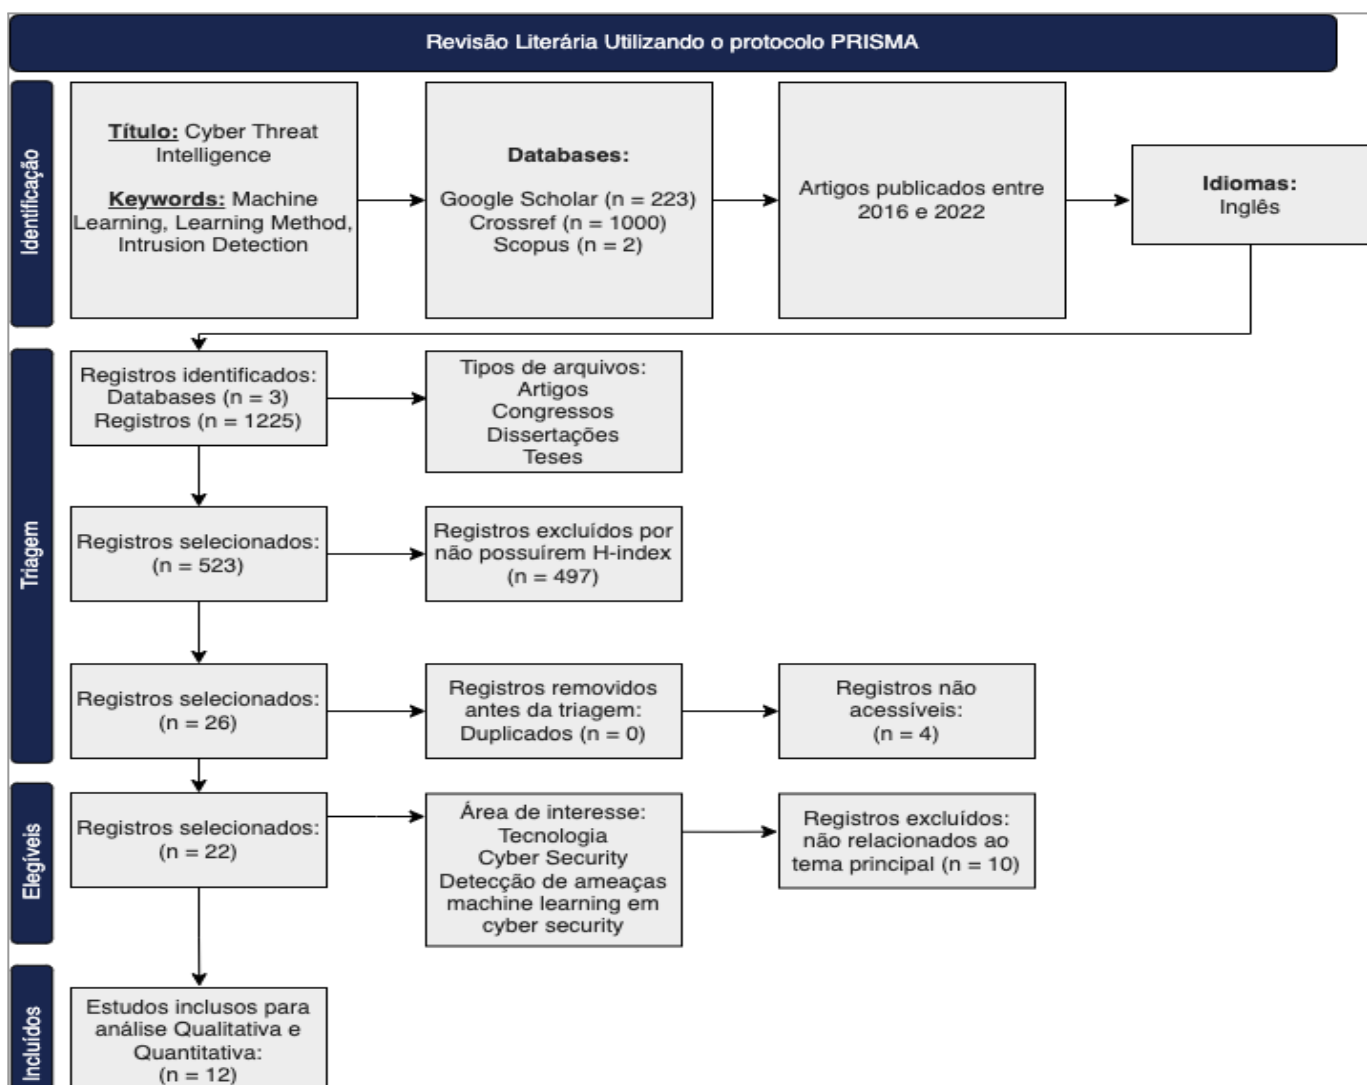 Revisão Literária Utilizando o protocolo PRISMA
Identificação
Título: Cyber Threat
Intelligence
Keywords: Machine
Learning, Learning Method,
Intrusion Detection
Databases:
Google Scholar (n = 223)
Crossref (n = 1000)
Scopus (n = 2)
Artigos publicados entre
2016 e 2022
Idiomas:
Inglês
Triagem
Registros identificados:
Databases (n = 3)
Registros (n = 1225)
Tipos de arquivos:
Artigos
Congressos
Dissertações
Teses
Registros selecionados:
(n = 523)
Registros excluídos por
não possuírem H-index
(n = 497)
Registros selecionados:
(n = 26)
Registros removidos
antes da triagem:
Duplicados (n = 0)
Registros não
acessíveis:
(n = 4)
Elegíveis
Registros selecionados:
(n = 22)
Área de interesse:
Tecnologia
Cyber Security
Detecção de ameaças
machine learning em
cyber security
Registros excluídos:
não relacionados ao
tema principal (n = 10)
Incluídos
Estudos inclusos para
análise Qualitativa e
Quantitativa:
(n = 12)